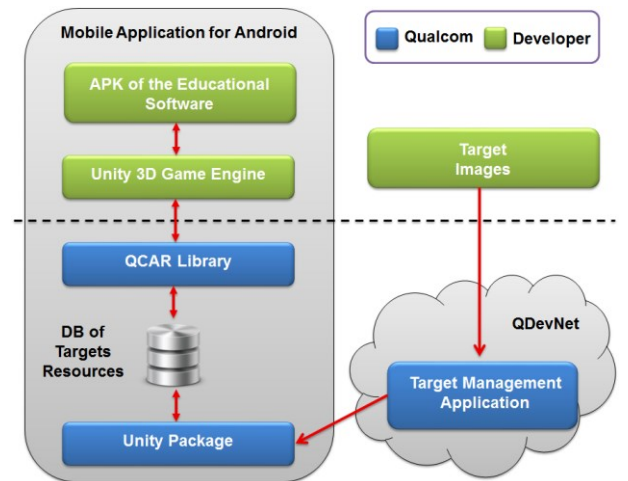 Mobile Application for Android
Qualcom
Developer
APK of the Educational
Software
Unity 3D Game Engine
Target
Images
QCAR Library
DB of
Targets
Resources
QDevNet
Target Management
Application
Unity Package